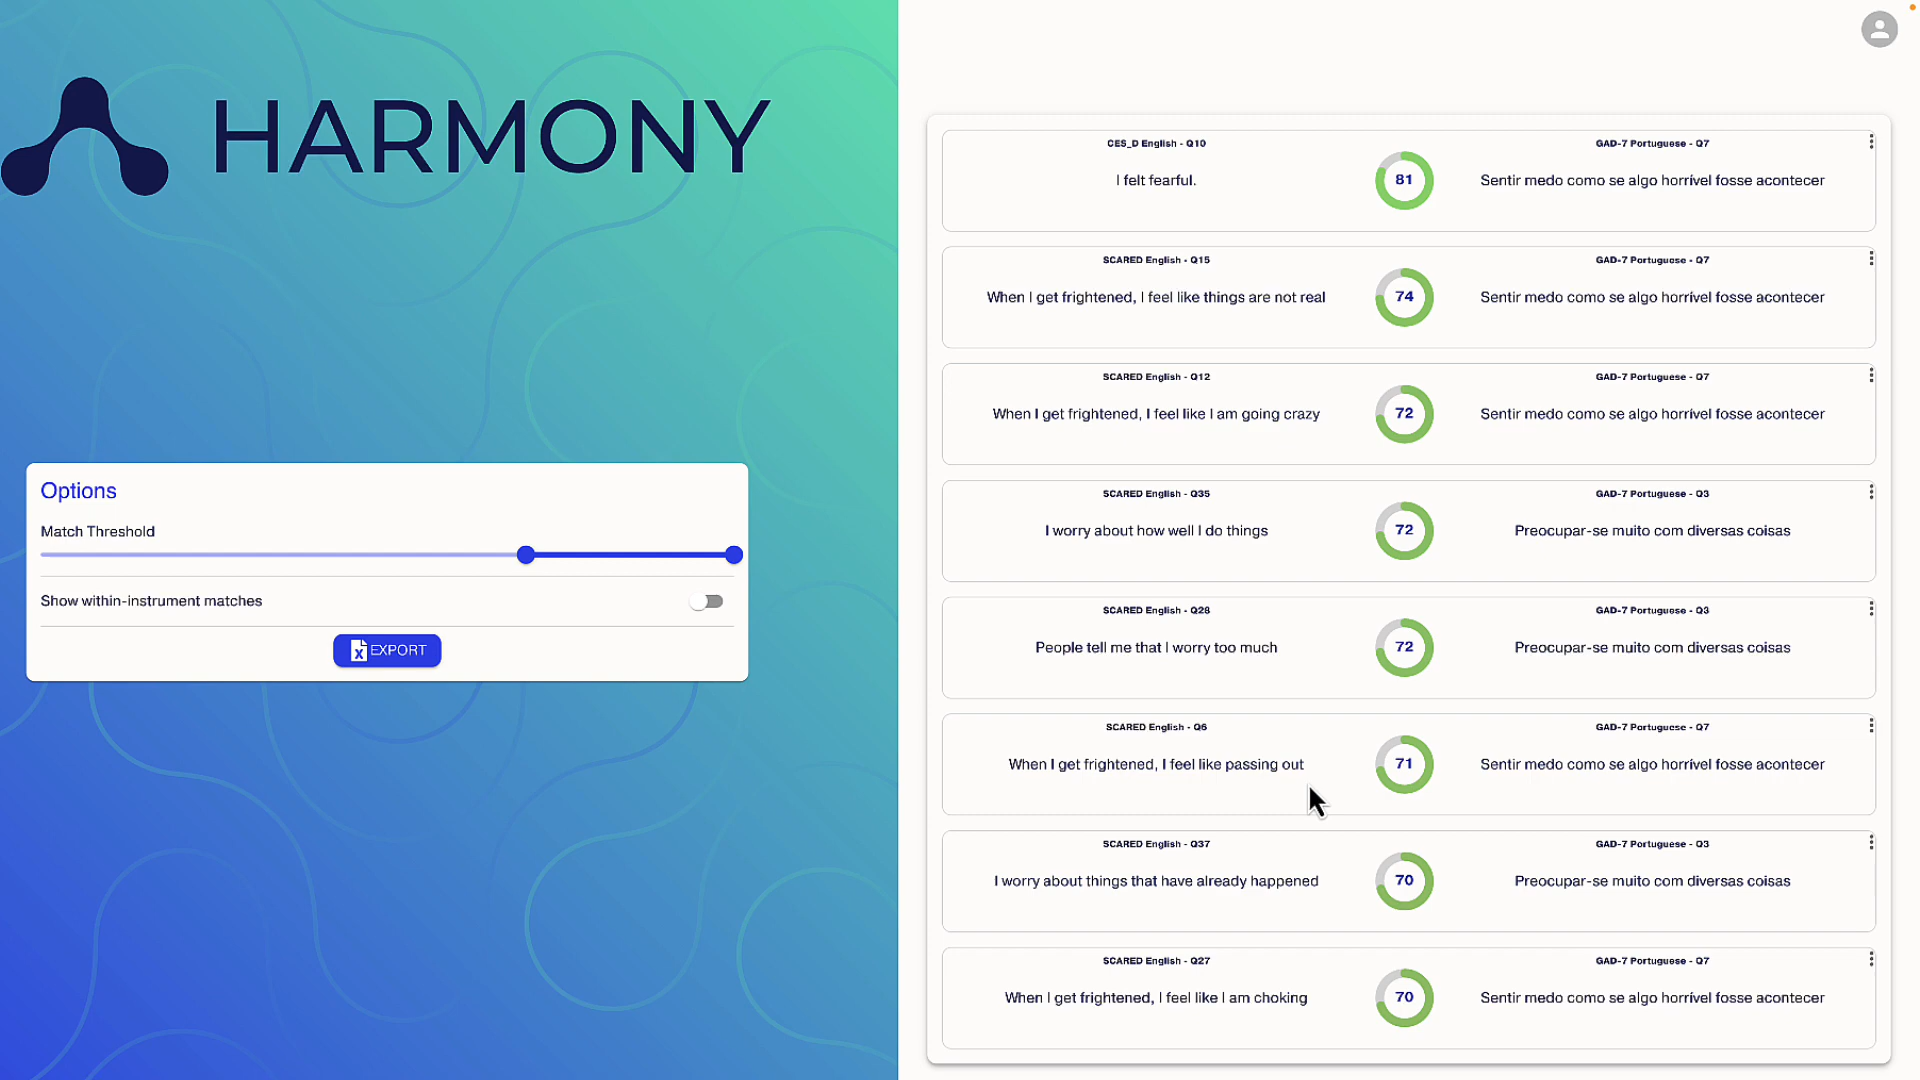 HARMONY
Options
Match Threshold
Show within-instrument matches
EXPORT
CES_D English - Q10
I felt fearful.
81
GAD-7 Portuguese - Q7
Sentir medo como se algo horrível fosse acontecer
SCARED English - Q15
When I get frightened, I feel like things are not real
74
GAD-7 Portuguese - Q7
Sentir medo como se algo horrível fosse acontecer
SCARED English - Q12
When I get frightened, I feel like I am going crazy
72
GAD-7 Portuguese - Q7
Sentir medo como se algo horrível fosse acontecer
SCARED English - Q35
I worry about how well I do things
72
GAD-7 Portuguese - Q3
Preocupar-se muito com diversas coisas
SCARED English - Q28
People tell me that I worry too much
72
GAD-7 Portuguese - Q3
Preocupar-se muito com diversas coisas
SCARED English - Q6
When I get frightened, I feel like passing out
71
GAD-7 Portuguese - Q7
Sentir medo como se algo horrível fosse acontecer
SCARED English - Q37
I worry about things that have already happened
70
GAD-7 Portuguese - Q3
Preocupar-se muito com diversas coisas
SCARED English - Q27
When I get frightened, I feel like I am choking
70
GAD-7 Portuguese - Q7
Sentir medo como se algo horrível fosse acontecer